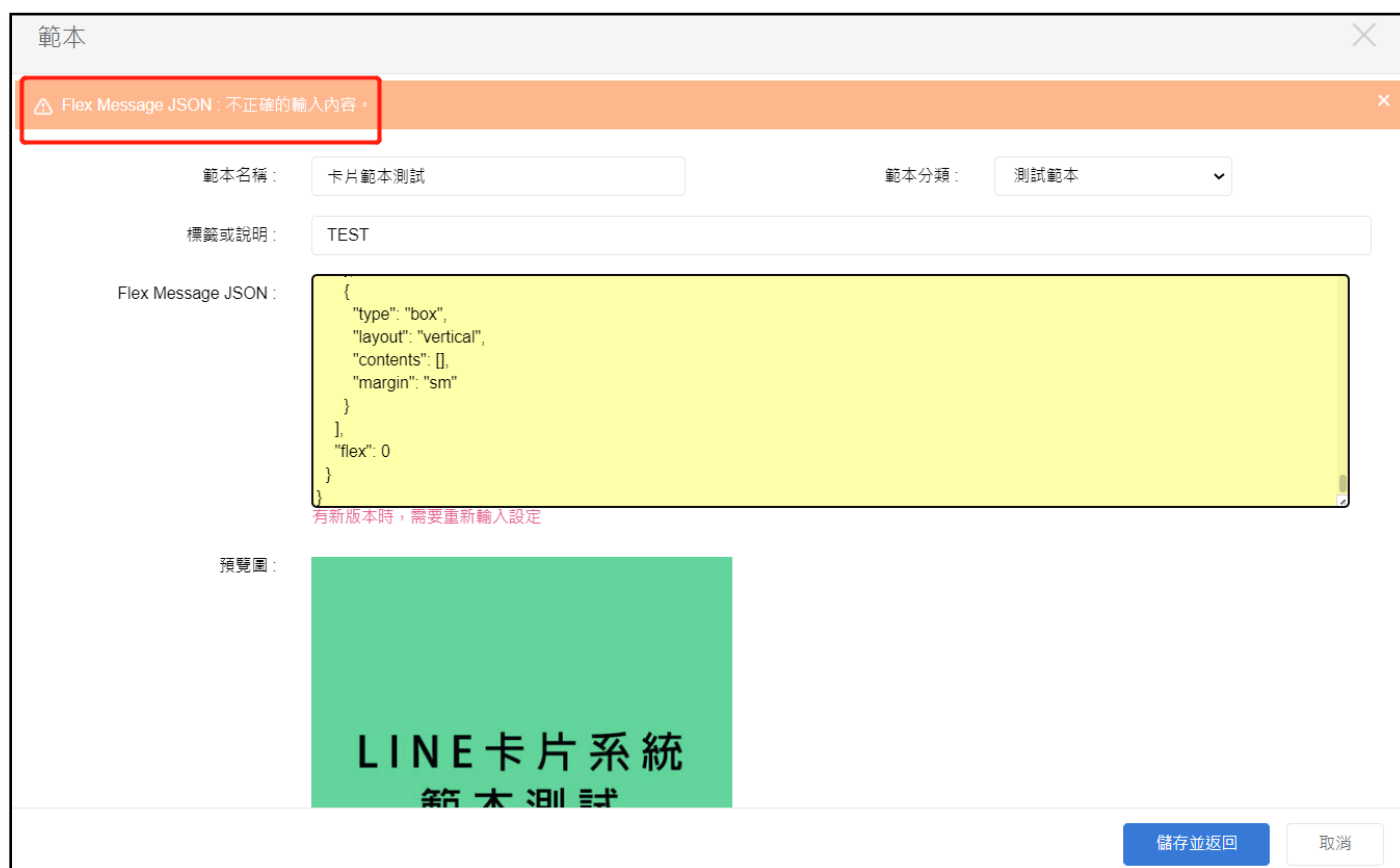 範本
Flex Message JSON : 不正確的輸入內容。
範本名稱 : 卡片範本測試 範本分類 : 測試範本
標籤或說明 : TEST
Flex Message JSON :
{
"type": "box",
"layout": "vertical",
"contents": [],
"margin": "sm"
}
],
"flex": 0
}
}
有新版本時，需要重新輸入設定
預覽圖 :
LINE卡片系統
範本測試
儲存並返回 取消